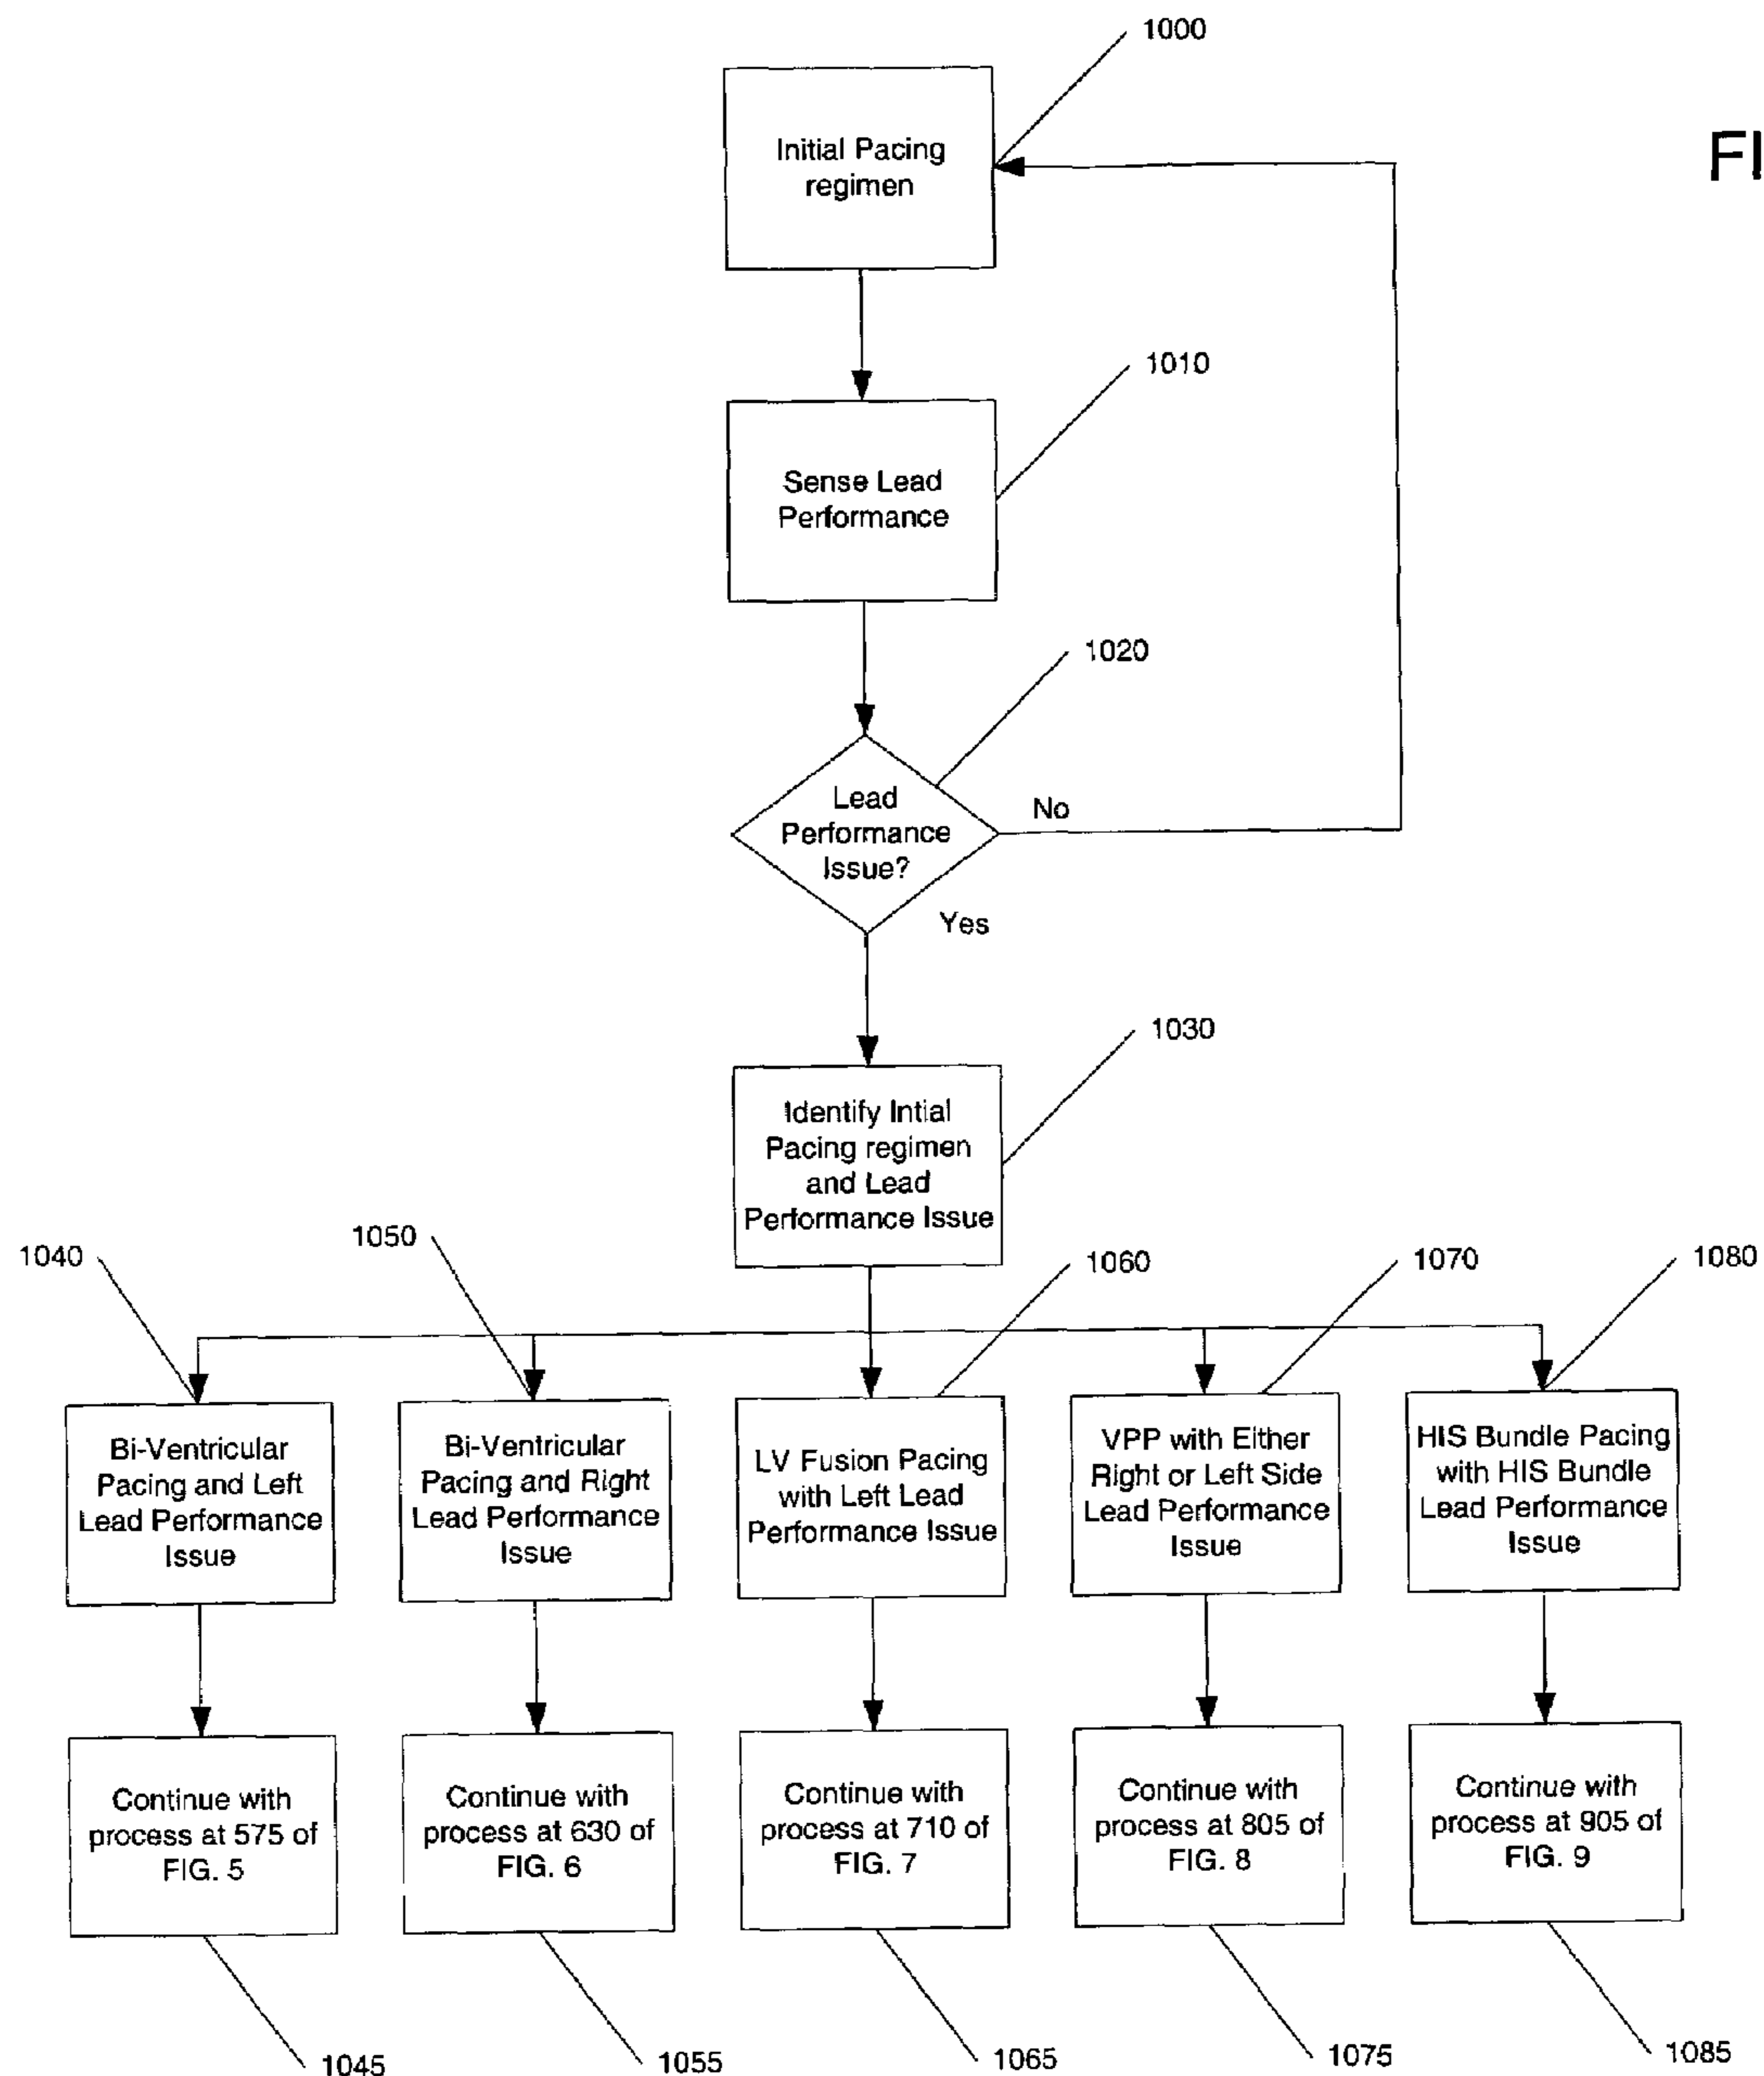 1000
FI
Initial Pacing
regimen
1010
Sense Lead
Performance
1020
Lead
Performance
Issue?
No
Yes
1030
Identify Intial
Pacing regimen
and Lead
Performance Issue
1040
1050
1060
1070
1080
Bi-Ventricular
Pacing and Left
Lead Performance
Issue
Bi-Ventricular
Pacing and Right
Lead Performance
Issue
LV Fusion Pacing
with Left Lead
Performance Issue
VPP with Either
Right or Left Side
Lead Performance
Issue
HIS Bundle Pacing
with HIS Bundle
Lead Performance
Issue
Continue with
process at 575 of
FIG. 5
Continue with
process at 630 of
FIG. 6
Continue with
process at 710 of
FIG. 7
Continue with
process at 805 of
FIG. 8
Continue with
process at 905 of
FIG. 9
1045
1055
1065
1075
1085